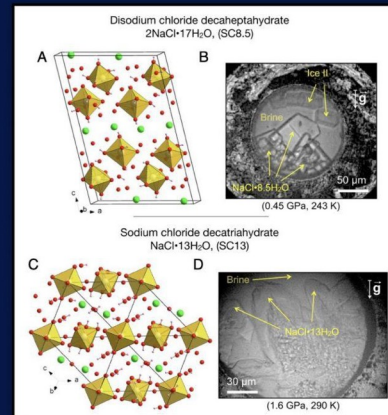 Disodium chloride decaheptahydrate
2NaCl•17H₂O, (SC8.5)
A
B
Ice II
g
Brine
NaCl•8.5H₂O
50 μm
c
b
a
(0.45 GPa, 243 K)
Sodium chloride decatriahydrate
NaCl•13H₂O, (SC13)
C
D
Brine
g
NaCl•13H₂O
c
a
b
30 μm
(1.6 GPa, 290 K)